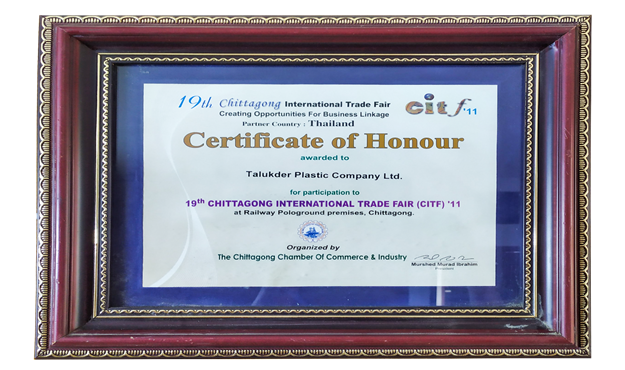 19th Chittagong International Trade Fair
Creating Opportunities For Business Linkage
Partner Country : Thailand
citf'11
Certificate of Honour
awarded to
Talukder Plastic Company Ltd.
for participation to
19th CHITTAGONG INTERNATIONAL TRADE FAIR (CITF) '11
at Railway Pologround premises, Chittagong.
Organized by
The Chittagong Chamber Of Commerce & Industry
Murshed Murad Ibrahim
President